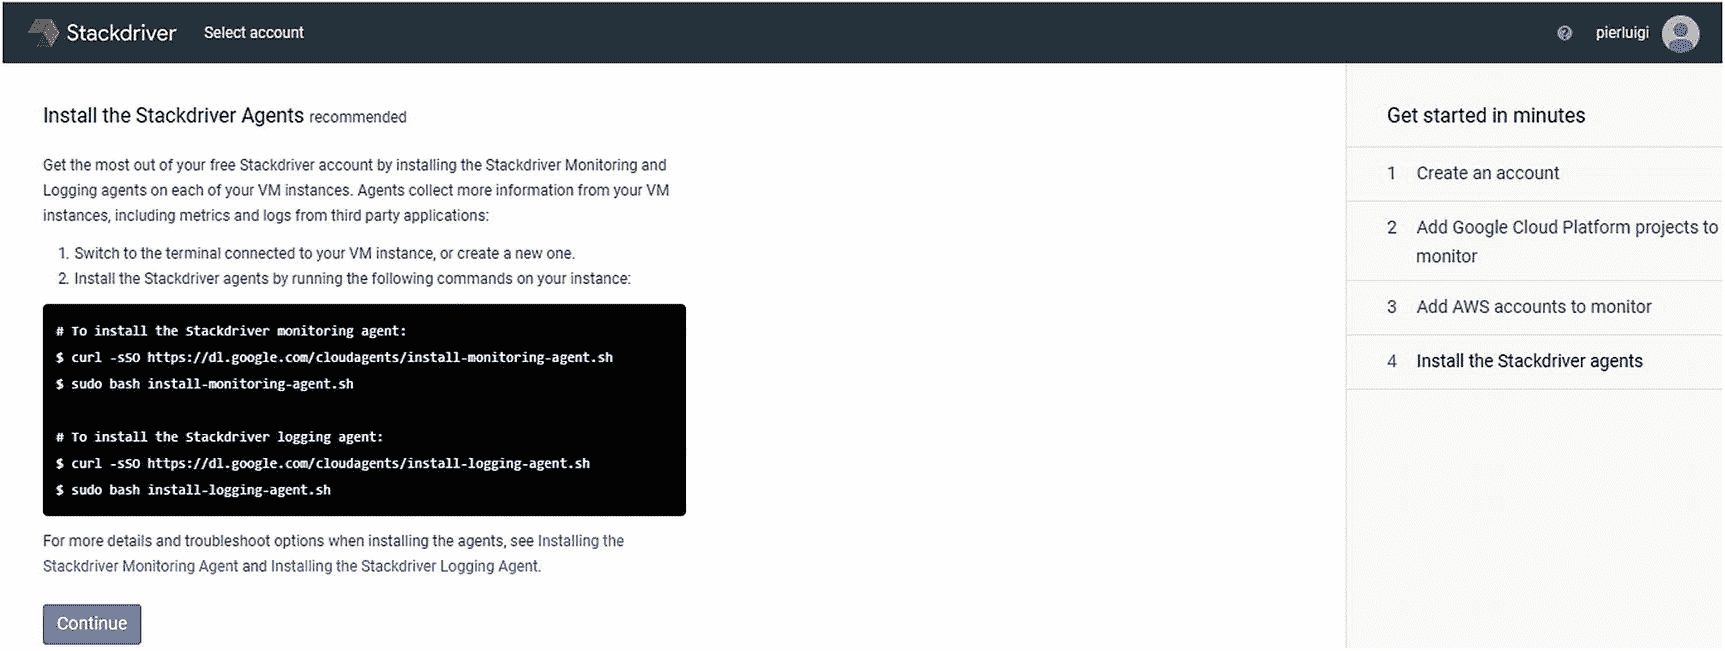 Stackdriver Select account pierluigi
Install the Stackdriver Agents recommended
Get the most out of your free Stackdriver account by installing the Stackdriver Monitoring and
Logging agents on each of your VM instances. Agents collect more information from your VM
instances, including metrics and logs from third party applications:
1. Switch to the terminal connected to your VM instance, or create a new one.
2. Install the Stackdriver agents by running the following commands on your instance:
# To install the Stackdriver monitoring agent:
$ curl -sSO https://dl.google.com/cloudagents/install-monitoring-agent.sh
$ sudo bash install-monitoring-agent.sh
# To install the Stackdriver logging agent:
$ curl -sSO https://dl.google.com/cloudagents/install-logging-agent.sh
$ sudo bash install-logging-agent.sh
For more details and troubleshoot options when installing the agents, see Installing the
Stackdriver Monitoring Agent and Installing the Stackdriver Logging Agent.
Continue
Get started in minutes
1 Create an account
2 Add Google Cloud Platform projects to
monitor
3 Add AWS accounts to monitor
4 Install the Stackdriver agents